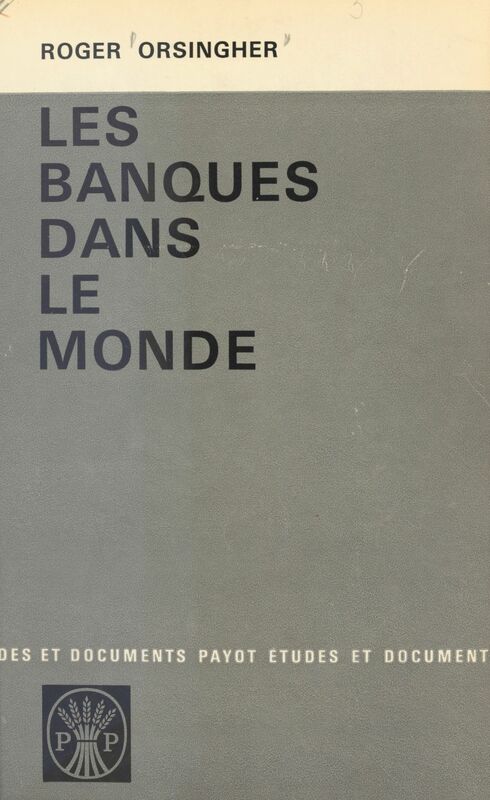 ROGER ORSINGHER
LES
BANQUES
DANS
LE
MONDE
DES ET DOCUMENTS PAYOT ÉTUDES ET DOCUMENT
P P